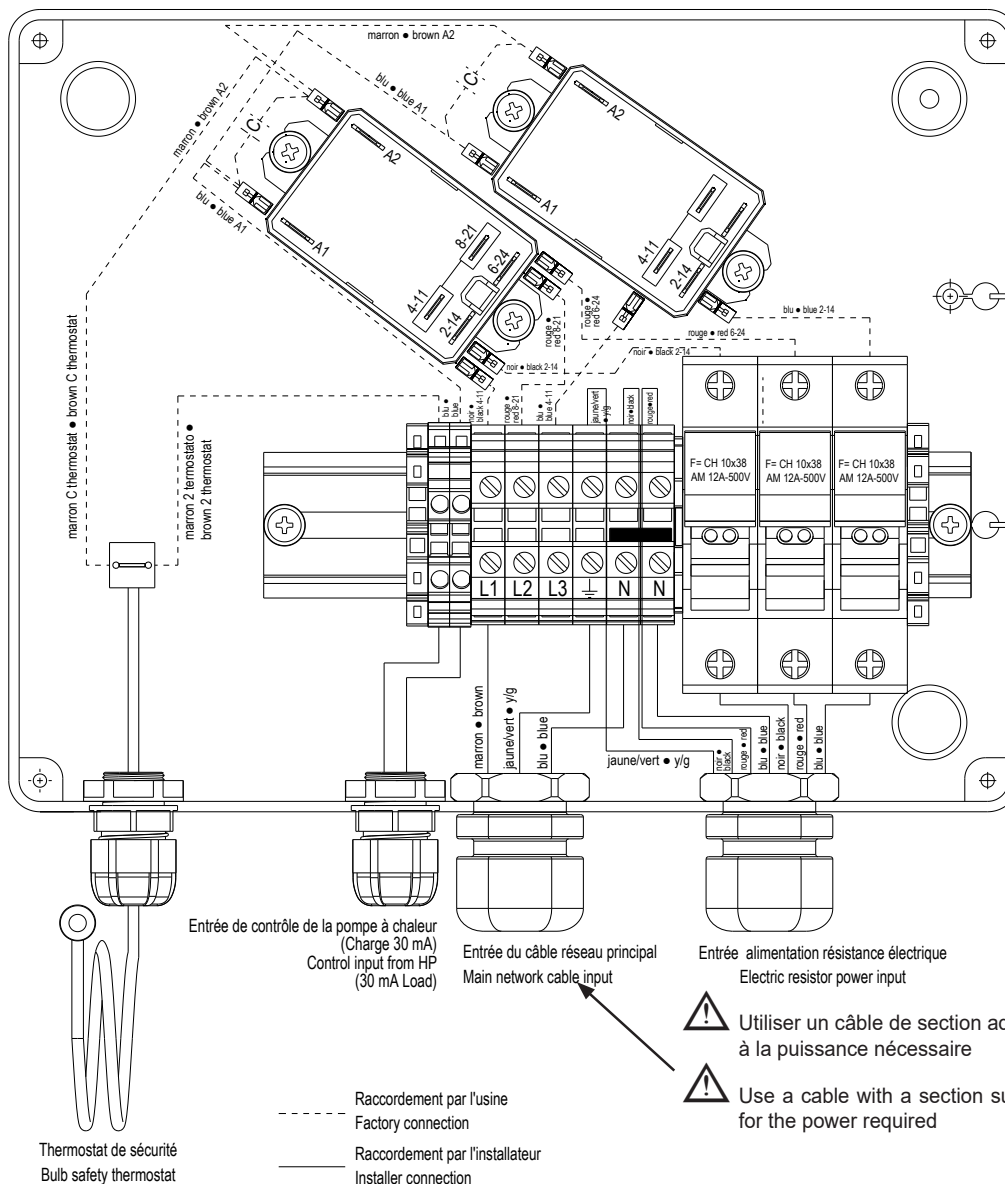 marron ● brown A2
blu ● blue A1
marron ● brown A2
blu ● blue A1
C
C
A2
A1
A2
A1
8-21
6-24
4-11
2-14
4-11
2-14
rouge ●
red 8-21
rouge ●
red 6-24
blu ● blue 2-14
rouge ● red 6-24
noir ● black 2-14
noir ● black 2-14
marron C thermostat ● brown C thermostat
marron 2 termostato ●
brown 2 thermostat
blu ●
blue
noir ●
black 4-11
rouge ●
red 8-21
blu ●
blue 4-11
jaune/vert
● y/g
noir●black
rouge●red
F= CH 10x38
AM 12A-500V
F= CH 10x38
AM 12A-500V
F= CH 10x38
AM 12A-500V
L1
L2
L3
N
N
marron ● brown
jaune/vert ● y/g
blu ● blue
jaune/vert ● y/g
noir ●
black
rouge ● red
blu ● blue
noir ● black
rouge ● red
blu ● blue
Entrée de contrôle de la pompe à chaleur
(Charge 30 mA)
Control input from HP
(30 mA Load)
Entrée du câble réseau principal
Main network cable input
Entrée alimentation résistance électrique
Electric resistor power input
Utiliser un câble de section
à la puissance nécessaire
Use a cable with a section
for the power required
Raccordement par l'usine
Factory connection
Raccordement par l'installateur
Installer connection
Thermostat de sécurité
Bulb safety thermostat